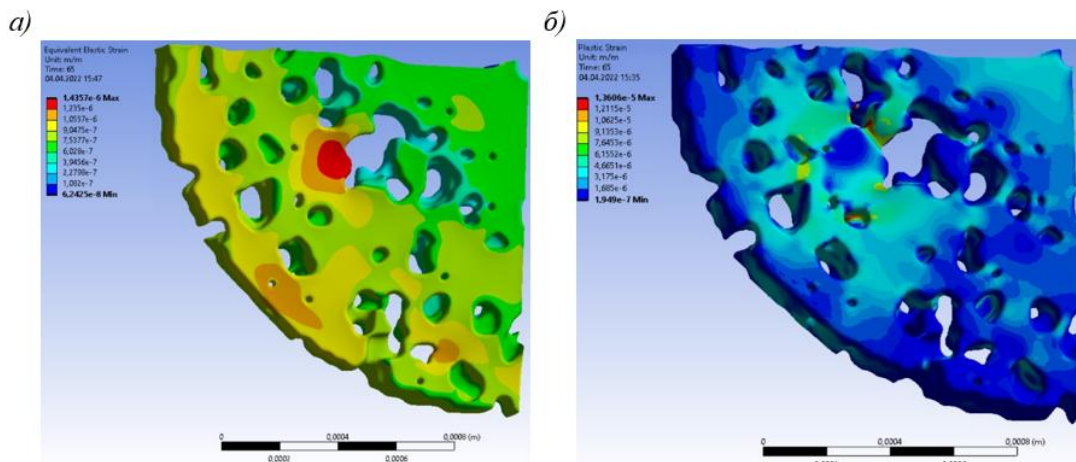 а)
Equivalent Elastic Strain
Unit: m/m
Time: 65
04.04.2022 15:47
1,4357e-6 Max
1,235e-6
1,0557e-6
9,0475e-7
7,5377e-7
6,028e-7
3,9456e-7
2,2798e-7
1,082e-7
6,2425e-8 Min
0
0,0004
0,0008 (m)
0,0002
0,0006
б)
Plastic Strain
Unit: m/m
Time: 65
04.04.2022 15:35
1,3606e-5 Max
1,2115e-5
1,0625e-5
9,1353e-6
7,6453e-6
6,1552e-6
4,6651e-6
3,175e-6
1,685e-6
1,949e-7 Min
0
0,0004
0,0008 (m)